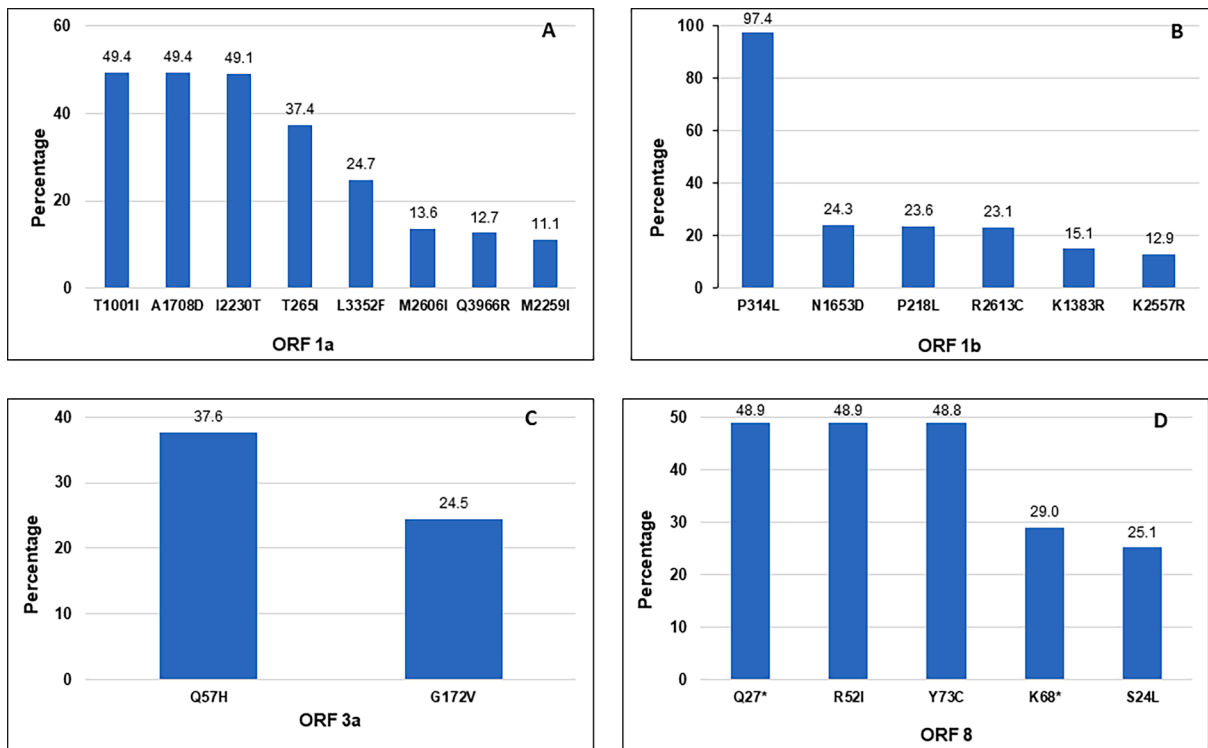 A
Percentage
60
40
20
0
49.4
49.4
49.1
37.4
24.7
13.6
12.7
11.1
T1001I A1708D I2230T T265I L3352F M2606I Q3966R M2259I
ORF 1a
B
Percentage
100
80
60
40
20
0
97.4
24.3
23.6
23.1
15.1
12.9
P314L N1653D P218L R2613C K1383R K2557R
ORF 1b
C
Percentage
40
30
20
10
0
37.6
24.5
Q57H G172V
ORF 3a
D
Percentage
50
40
30
20
10
0
48.9
48.9
48.8
29.0
25.1
Q27* R52I Y73C K68* S24L
ORF 8